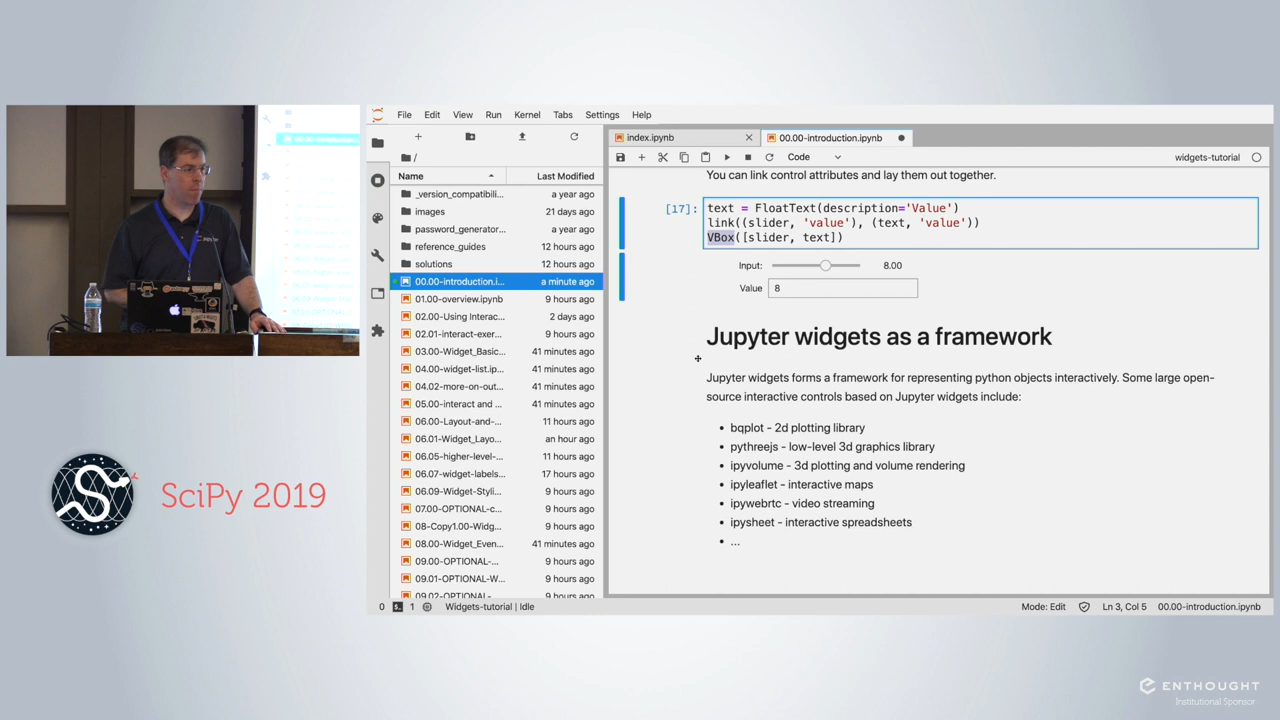 File Edit View Run Kernel Tabs Settings Help
index.ipynb
00.00-introduction.ipynb
Code
widgets-tutorial
/
Name Last Modified
_version_compatibili... a year ago
images 21 days ago
password_generator... a year ago
reference_guides 12 hours ago
solutions 12 hours ago
00.00-introduction.i... a minute ago
01.00-overview.ipynb 9 hours ago
02.00-Using Interac... 2 days ago
02.01-interact-exer... 9 hours ago
03.00-Widget_Basic... 41 minutes ago
04.00-widget-list.ip... 41 minutes ago
04.02-more-on-out... 41 minutes ago
05.00-interact and ... 41 minutes ago
06.00-Layout-and-... 11 hours ago
06.01-Widget_Layo... an hour ago
06.05-higher-level-... 11 hours ago
06.07-widget-labels... 17 hours ago
06.09-Widget-Styli... 9 hours ago
07.00-OPTIONAL-c... 9 hours ago
08-Copy1.00-Widg... 9 hours ago
08.00-Widget_Even... 41 minutes ago
09.00-OPTIONAL-... 9 hours ago
09.01-OPTIONAL-W... 9 hours ago
09.02-OPTIONAL- 9 hours ago
You can link control attributes and lay them out together.
[17]: text = FloatText(description='Value')
link((slider, 'value'), (text, 'value'))
VBox([slider, text])
Input: 8.00
Value 8
Jupyter widgets as a framework
Jupyter widgets forms a framework for representing python objects interactively. Some large open-
source interactive controls based on Jupyter widgets include:
• bqplot - 2d plotting library
• pythreejs - low-level 3d graphics library
• ipyvolume - 3d plotting and volume rendering
• ipyleaflet - interactive maps
• ipywebrtc - video streaming
• ipysheet - interactive spreadsheets
• ...
0 1 Widgets-tutorial | Idle
Mode: Edit Ln 3, Col 5 00.00-introduction.ipynb
SciPy 2019
ENTHOUGHT
Institutional Sponsor